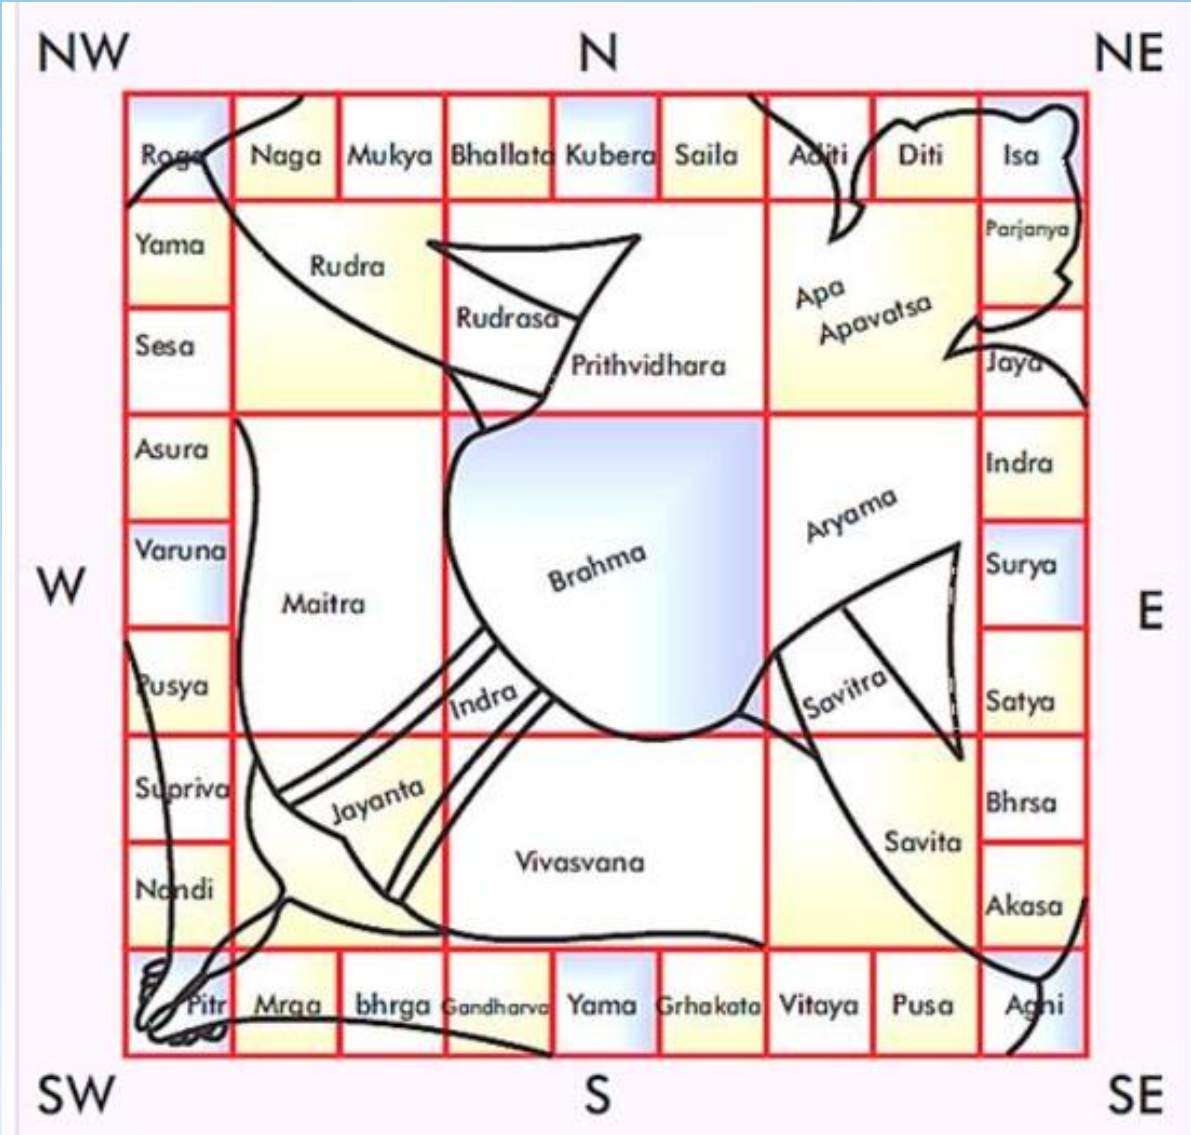 NW N NE
Roga Naga Mukya Bhallata Kubera Saila Aditi Diti Isa
Yama Rudra Parjanya
Rudrasa Apa
Apavatsa
Sesa Prithvidhara Jaya
Asura Indra
Aryama
Varuna Brahma Surya
W Maitra E
Pusya Indra Savitra Satya
Supriva Jayanta Bhrsa
Vivasvana Savita
Nandi Akasa
Pitr Mrga bhrga Gandharva Yama Grhakata Vitaya Pusa Agni
SW S SE